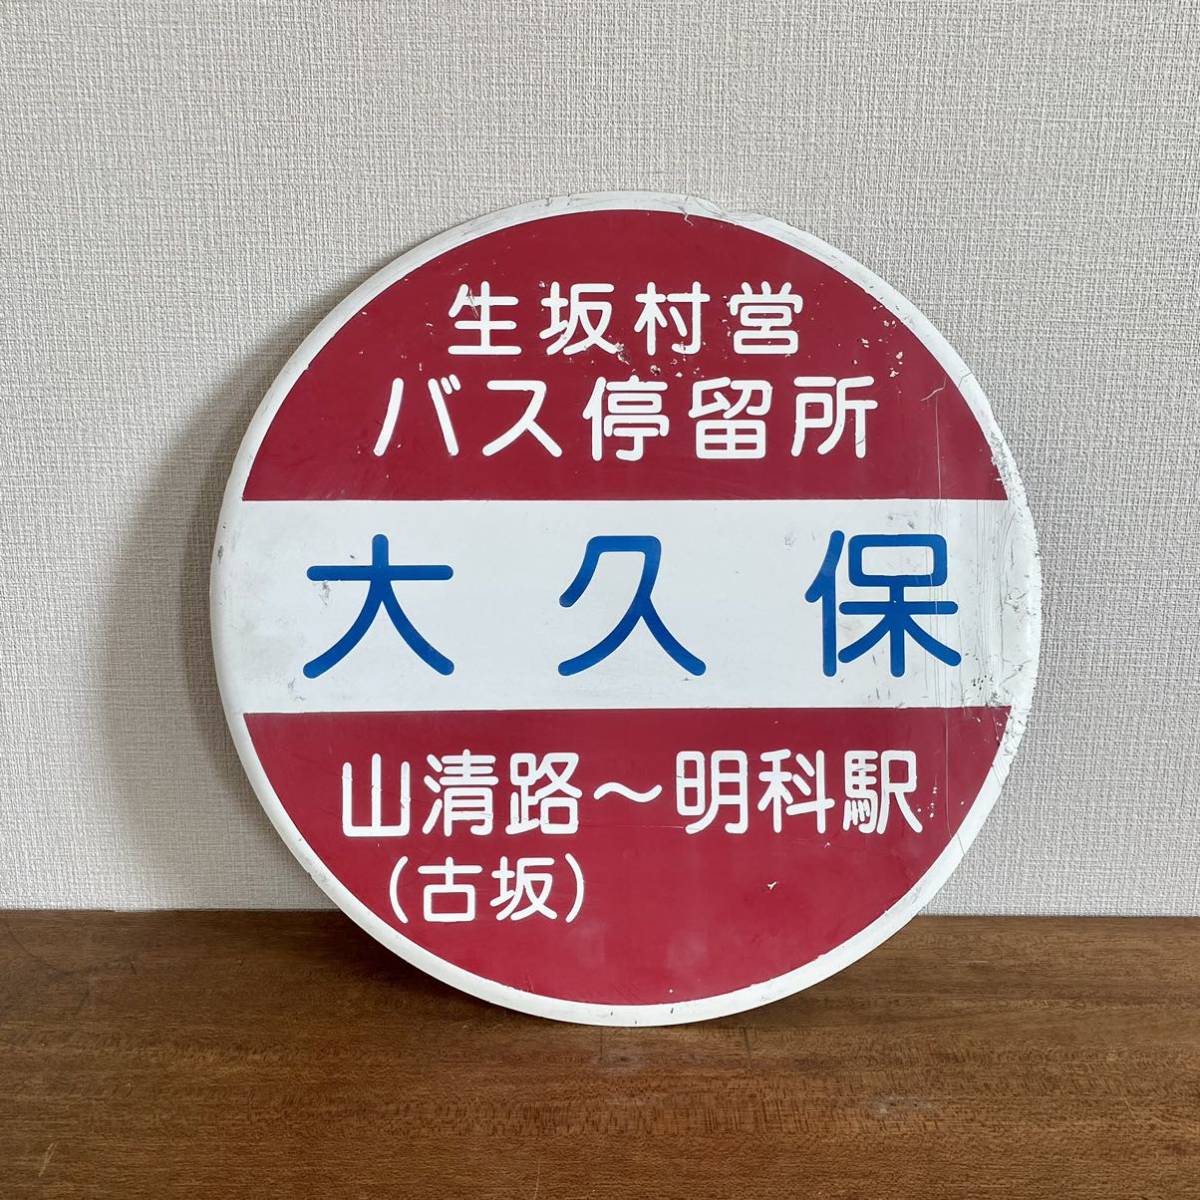 生坂村営
バス停留所
大久保
山清路～明科駅
(古坂)